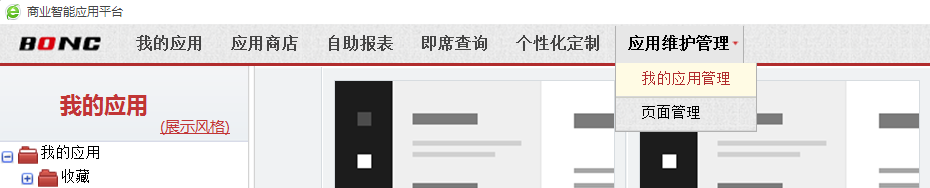 商业智能应用平台
BONC 我的应用 应用商店 自助报表 即席查询 个性化定制 应用维护管理
我的应用管理
页面管理
我的应用
(展示风格)
我的应用
收藏